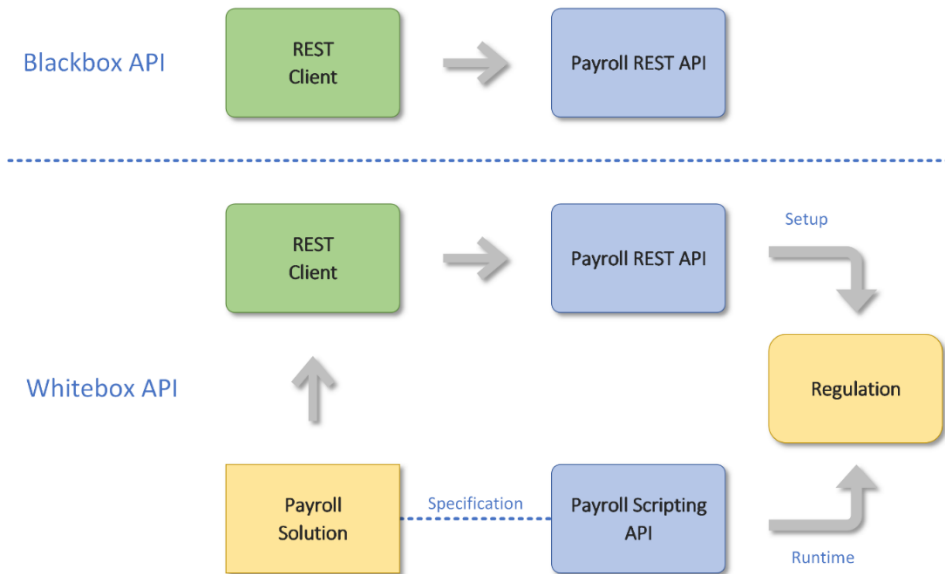 Blackbox API
REST
Client
Payroll REST API
Whitebox API
REST
Client
Payroll REST API
Setup
Regulation
Payroll
Solution
Specification
Payroll Scripting
API
Runtime